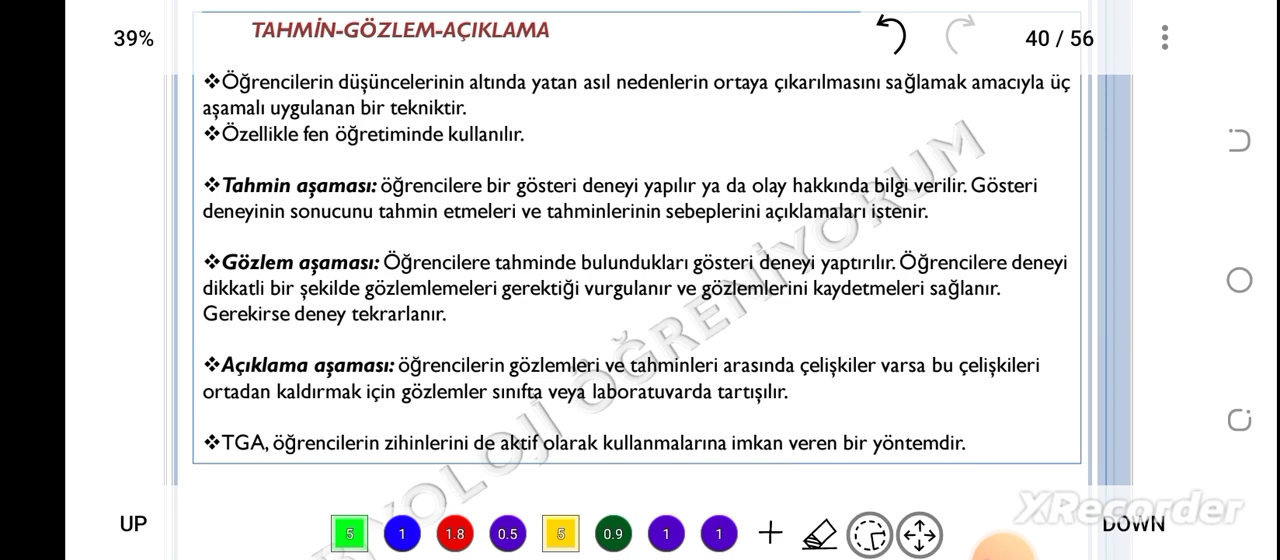 TAHMİN-GÖZLEM-AÇIKLAMA
39%
40 / 56
❖Öğrencilerin düşüncelerinin altında yatan asıl nedenlerin ortaya çıkarılmasını sağlamak amacıyla üç
aşamalı uygulanan bir tekniktir.
❖Özellikle fen öğretiminde kullanılır.
❖Tahmin aşaması: öğrencilere bir gösteri deneyi yapılır ya da olay hakkında bilgi verilir. Gösteri
deneyinin sonucunu tahmin etmeleri ve tahminlerinin sebeplerini açıklamaları istenir.
❖Gözlem aşaması: Öğrencilere tahminde bulundukları gösteri deneyi yaptırılır. Öğrencilere deneyi
dikkatli bir şekilde gözlemlemeleri gerektiği vurgulanır ve gözlemlerini kaydetmeleri sağlanır.
Gerekirse deney tekrarlanır.
❖Açıklama aşaması: öğrencilerin gözlemleri ve tahminleri arasında çelişkiler varsa bu çelişkileri
ortadan kaldırmak için gözlemler sınıfta veya laboratuvarda tartışılır.
❖TGA, öğrencilerin zihinlerini de aktif olarak kullanmalarına imkan veren bir yöntemdir.
BİYOLOJİ ÖĞRENİYORUM
UP
5 1 1.8 0.5 5 0.9 1 1
XRecorder
DOWN